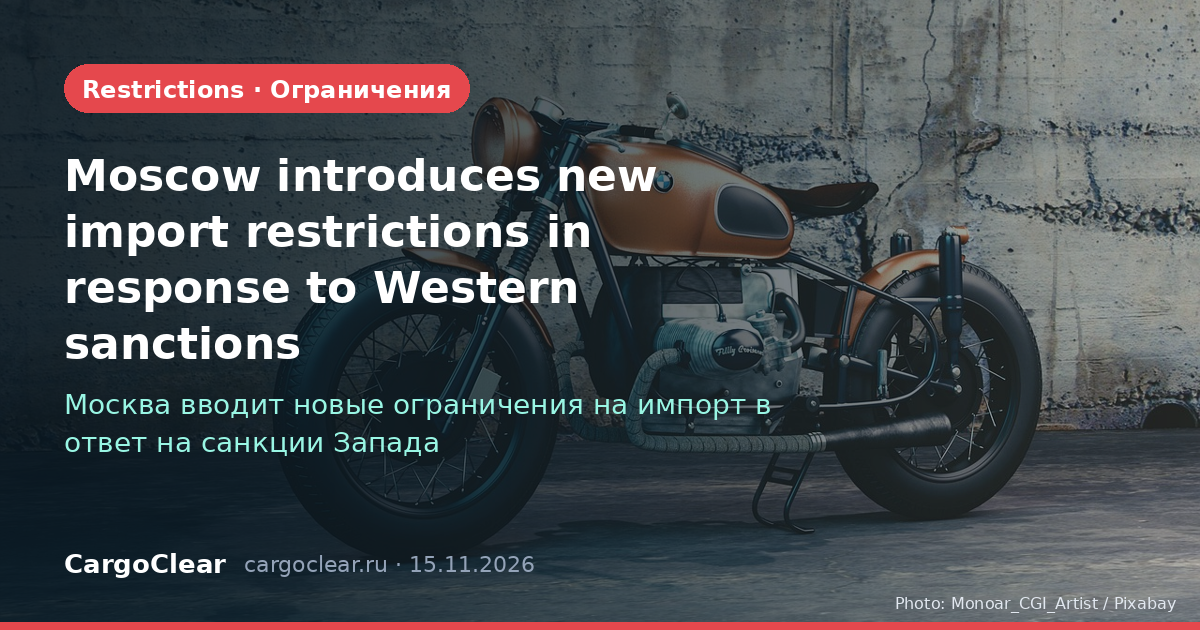 Restrictions · Ограничения
Moscow introduces new
import restrictions in
response to Western
sanctions
Москва вводит новые ограничения на импорт в
ответ на санкции Запада
CargoClear cargoclear.ru · 15.11.2026
Photo: Monoar_CGI_Artist / Pixabay